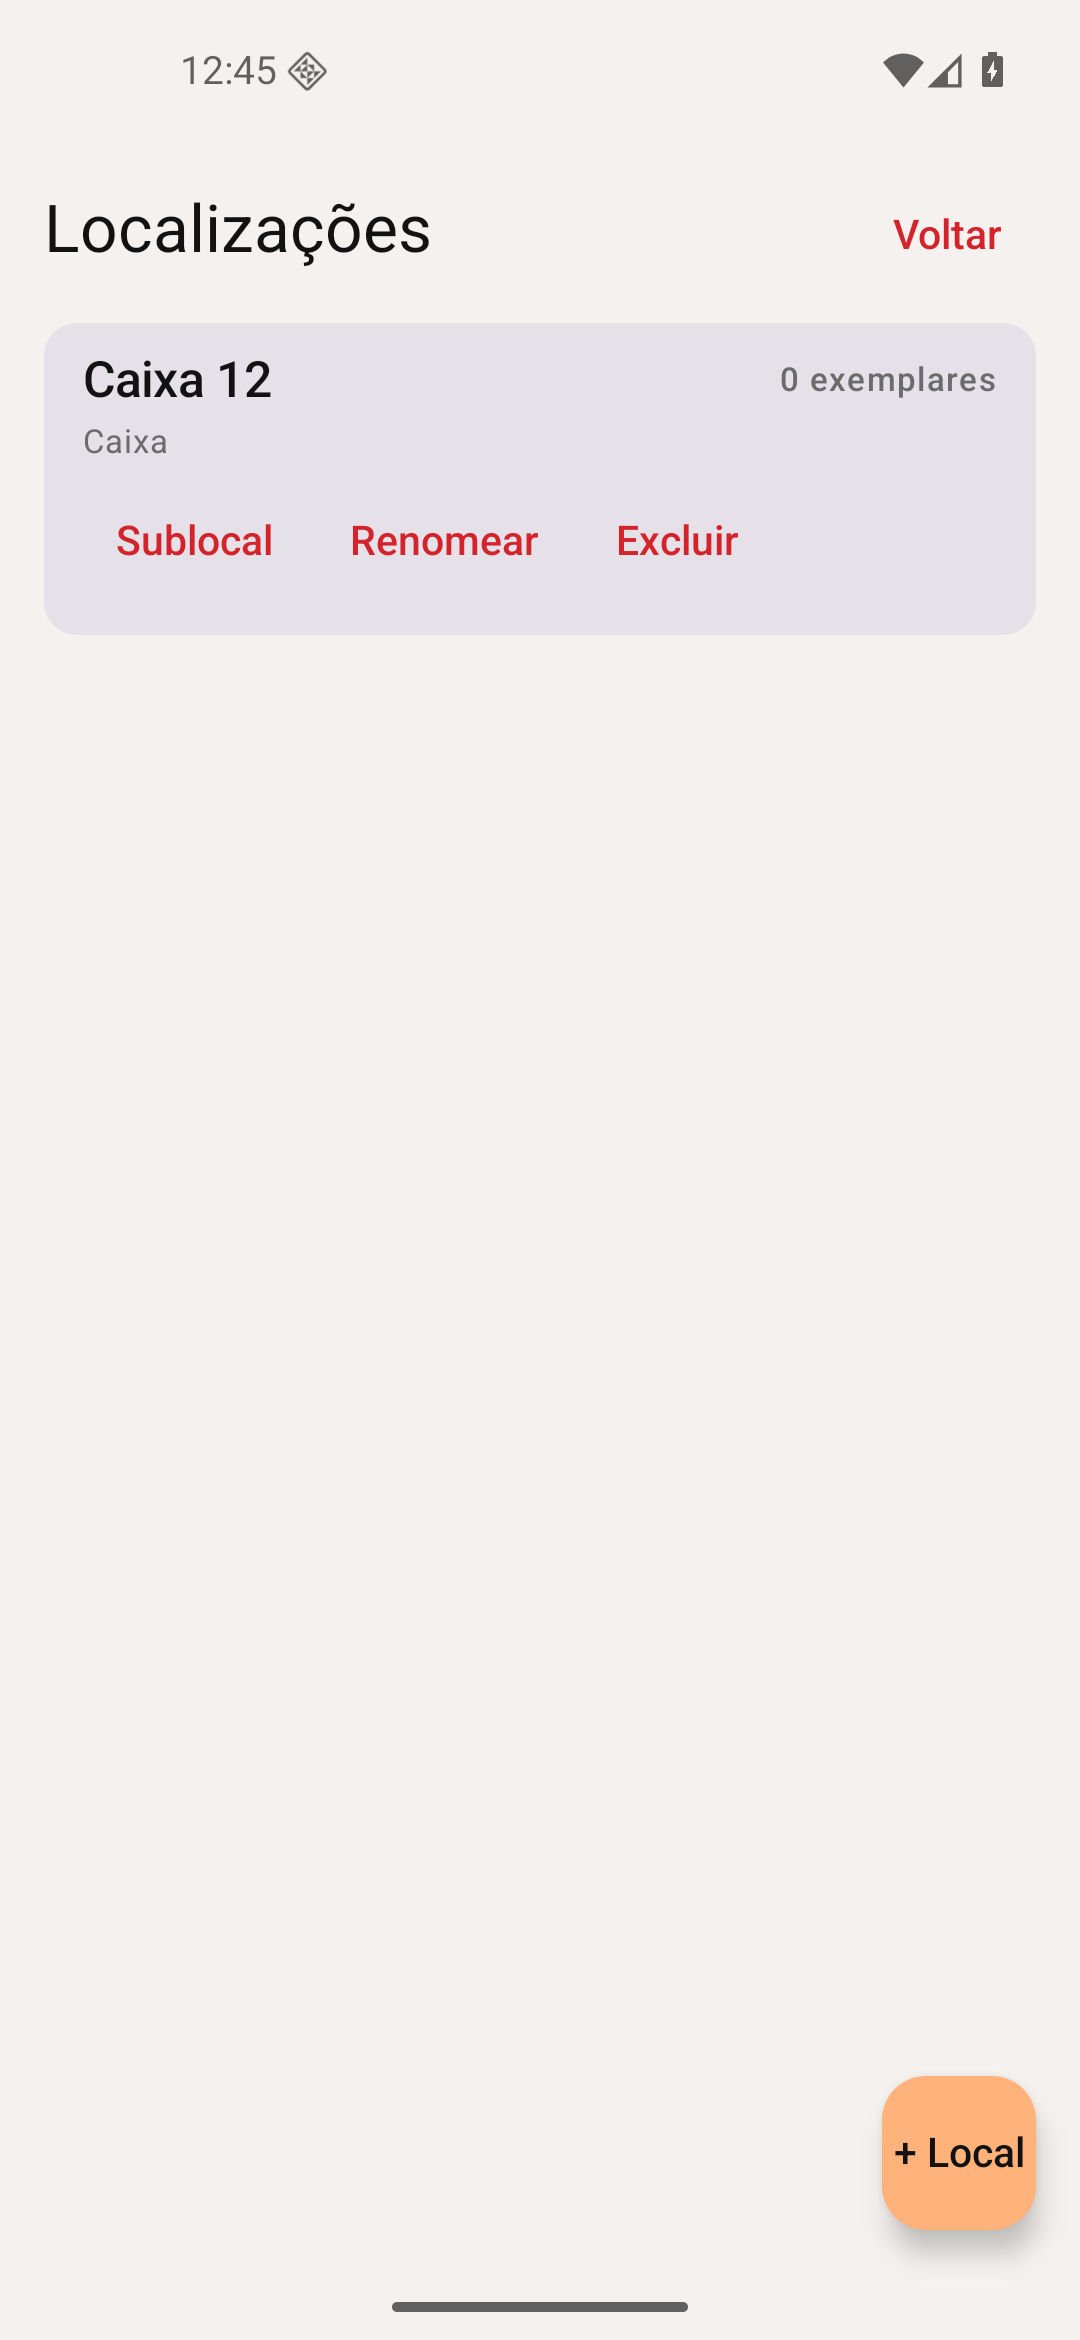 12:45
Localizações
Voltar
Caixa 12
0 exemplares
Caixa
Sublocal
Renomear
Excluir
+ Local